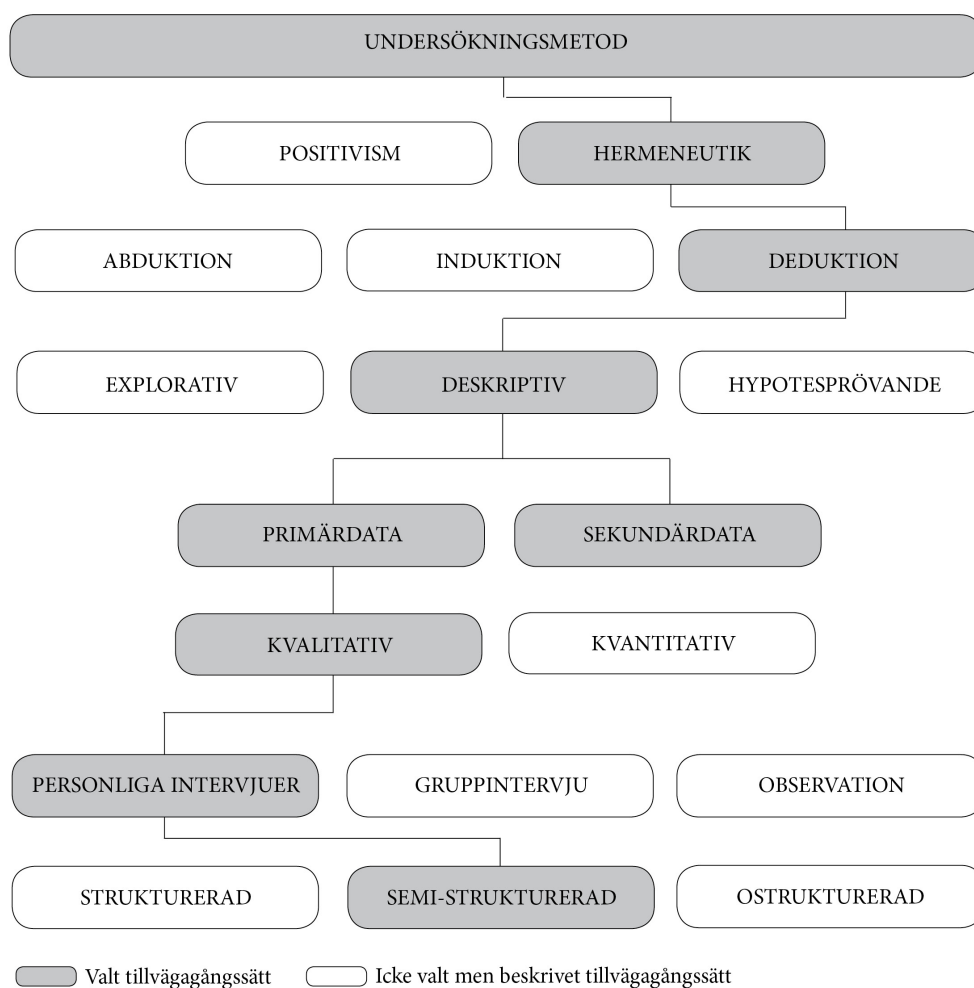 UNDERSÖKNINGSMETOD
POSITIVISM
HERMENEUTIK
ABDUKTION
INDUKTION
DEDUKTION
EXPLORATIV
DESKRIPTIV
HYPOTESPRÖVANDE
PRIMÄRDATA
SEKUNDÄRDATA
KVALITATIV
KVANTITATIV
PERSONLIGA INTERVJUER
GRUPPINTERVJU
OBSERVATION
STRUKTURERAD
SEMI-STRUKTURERAD
OSTRUKTURERAD
Valt tillvägagångssätt
Icke valt men beskrivet tillvägagångssätt